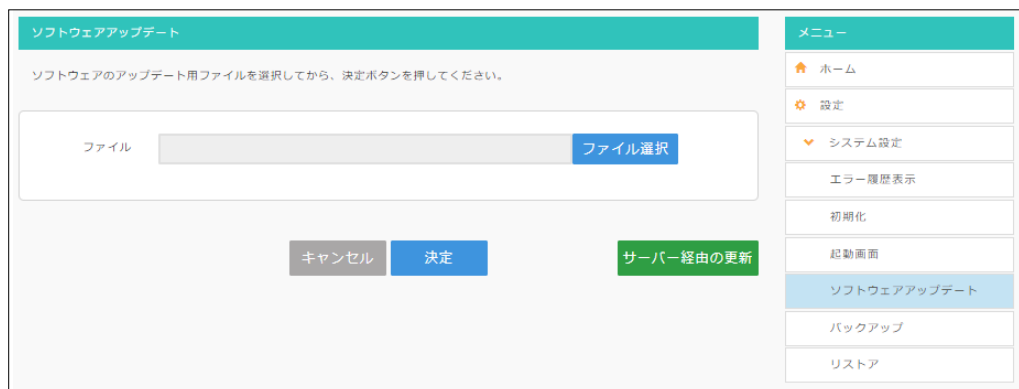 ソフトウェアアップデート
ソフトウェアのアップデート用ファイルを選択してから、決定ボタンを押してください。
ファイル
ファイル選択
キャンセル
決定
サーバー経由の更新
メニュー
ホーム
設定
システム設定
エラー履歴表示
初期化
起動画面
ソフトウェアアップデート
バックアップ
リストア